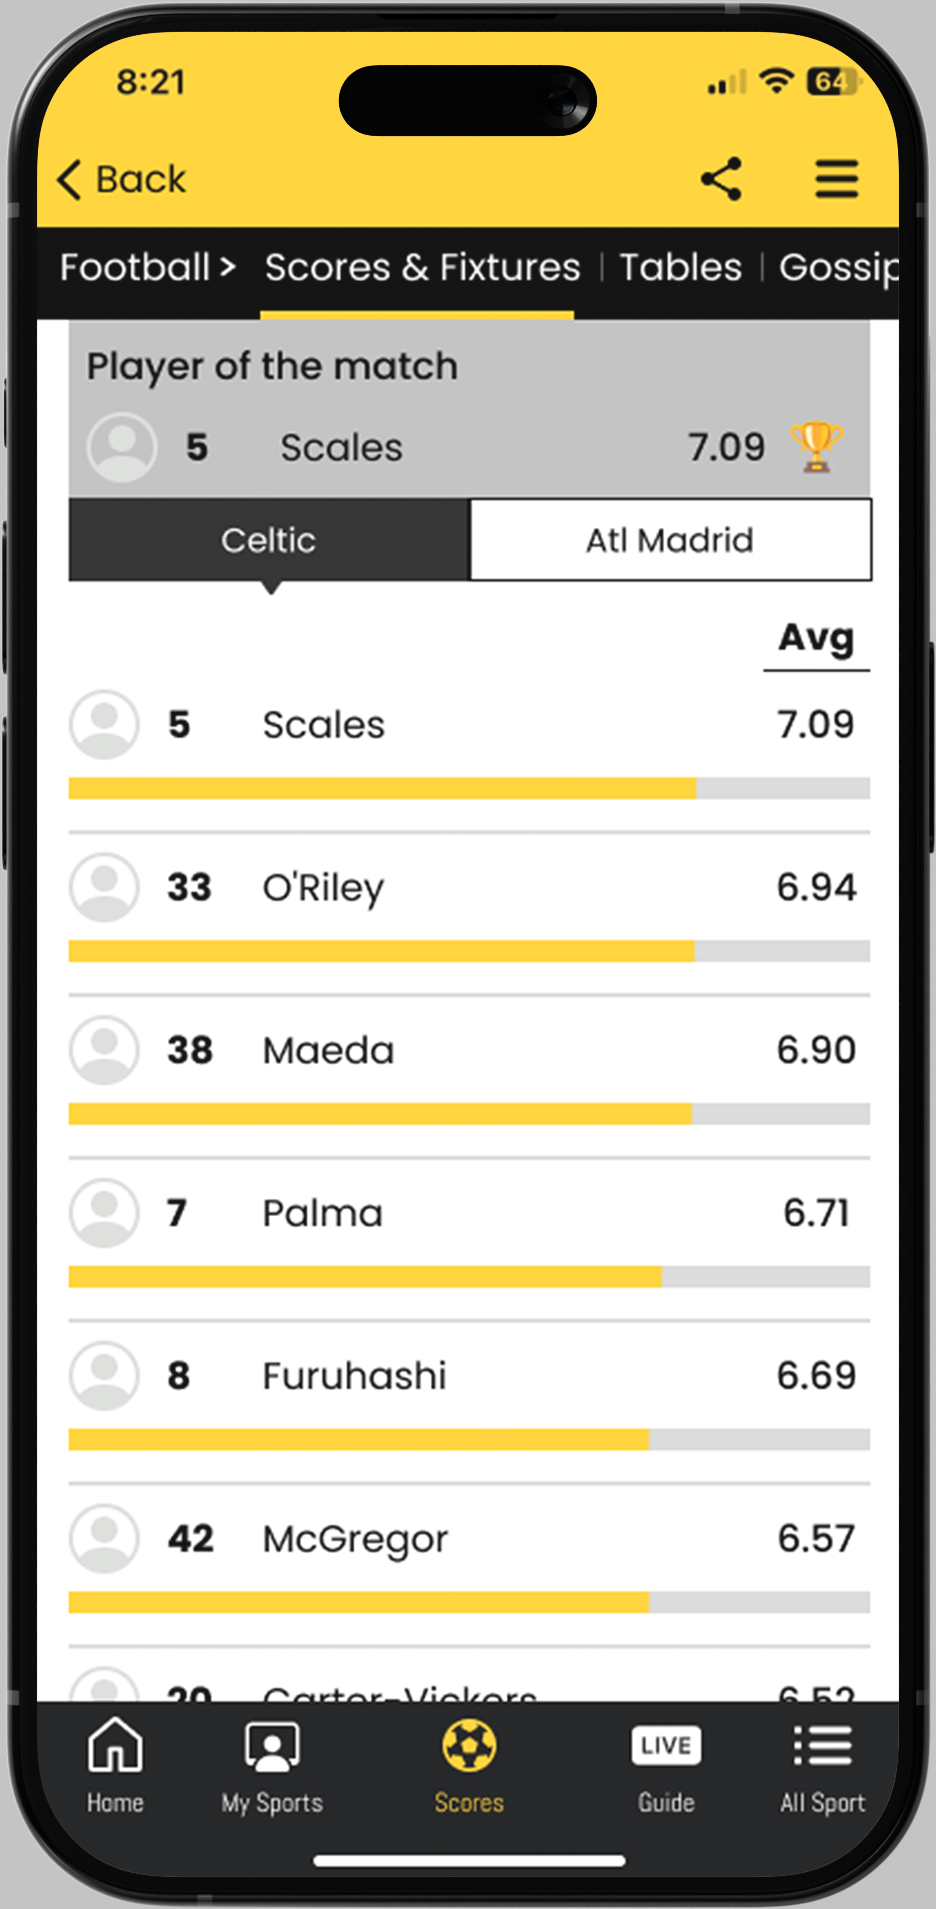 8:21
64
Back
Football > Scores & Fixtures | Tables | Gossip
Player of the match
5 Scales 7.09
Celtic Atl Madrid
Avg
5 Scales 7.09
33 O'Riley 6.94
38 Maeda 6.90
7 Palma 6.71
8 Furuhashi 6.69
42 McGregor 6.57
20 Carter-Vickers 6.52
Home My Sports Scores LIVE Guide All Sport